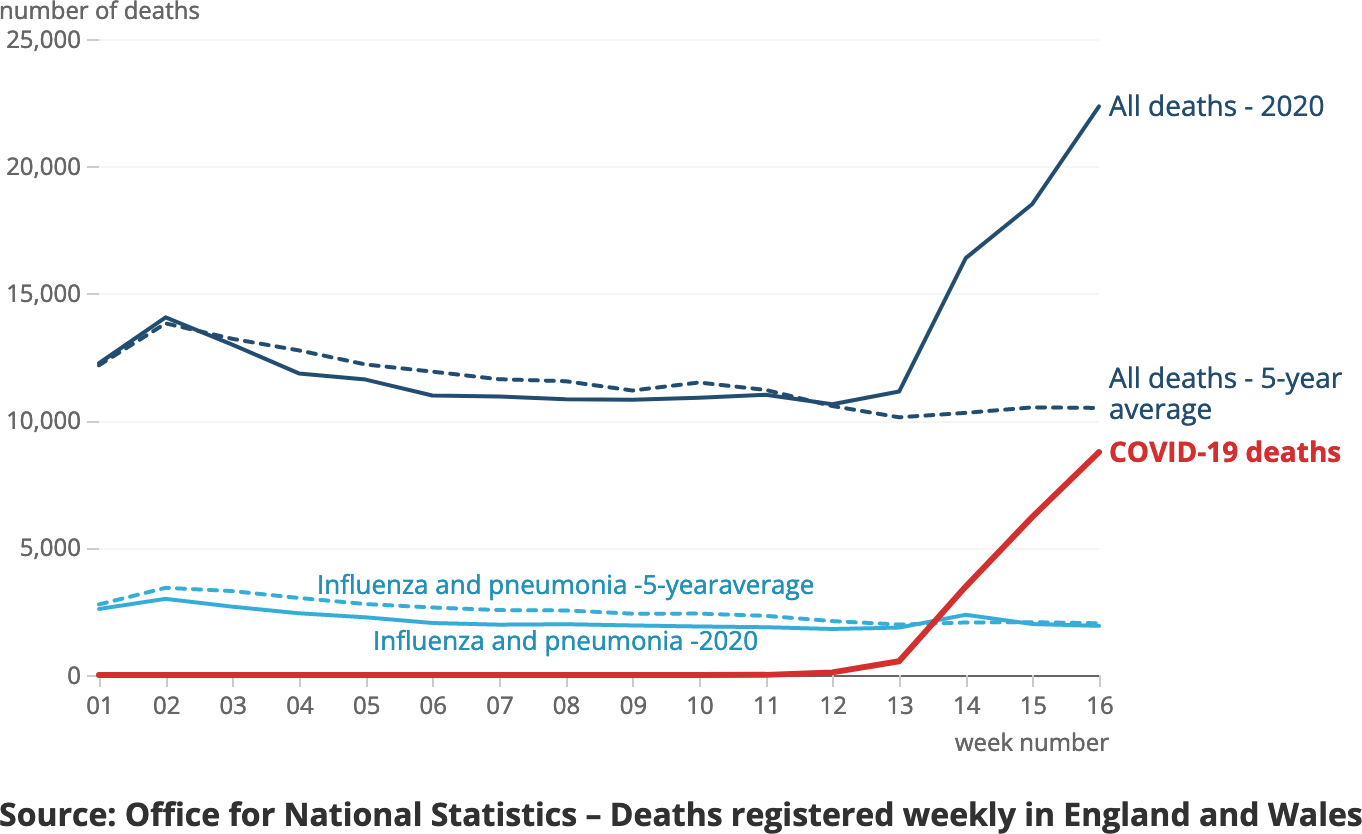 number of deaths
25,000
All deaths - 2020
20,000
15,000
All deaths - 5-year
average
10,000
COVID-19 deaths
5,000
Influenza and pneumonia -5-yearaverage
Influenza and pneumonia -2020
0
01 02 03 04 05 06 07 08 09 10 11 12 13 14 15 16
week number
Source: Office for National Statistics – Deaths registered weekly in England and Wales